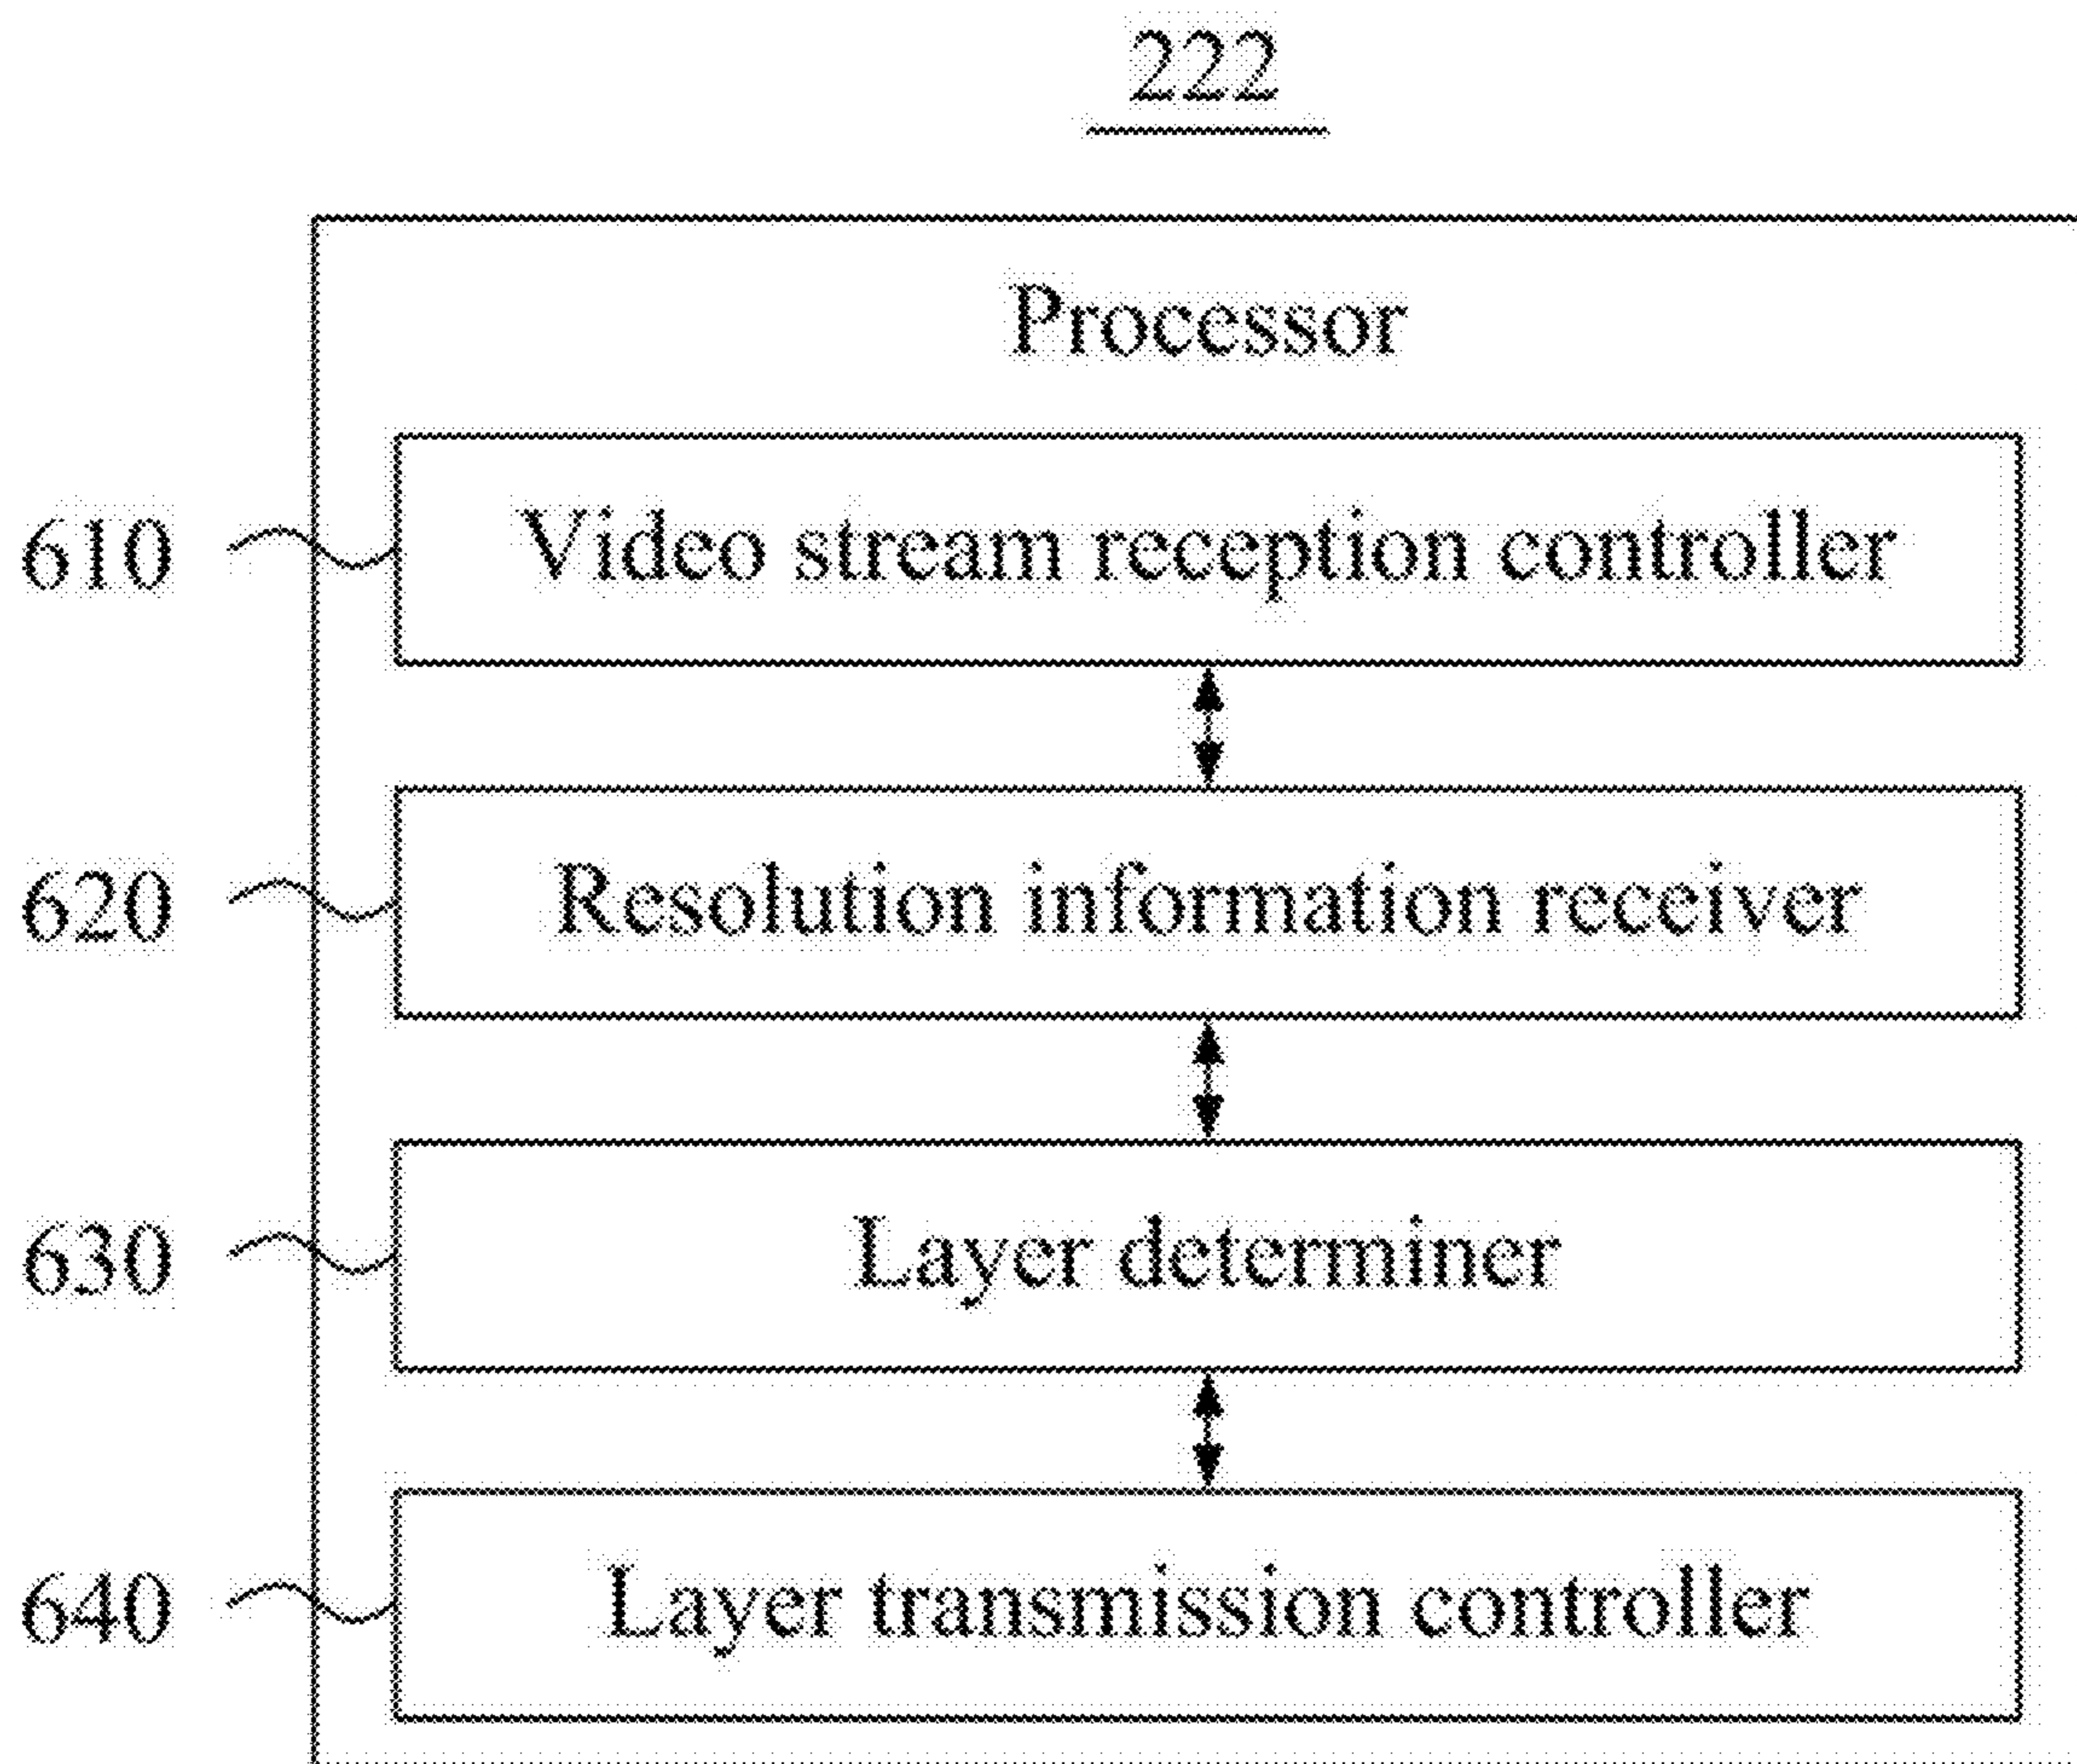 222
Processor
610 Video stream reception controller
620 Resolution information receiver
630 Layer determiner
640 Layer transmission controller